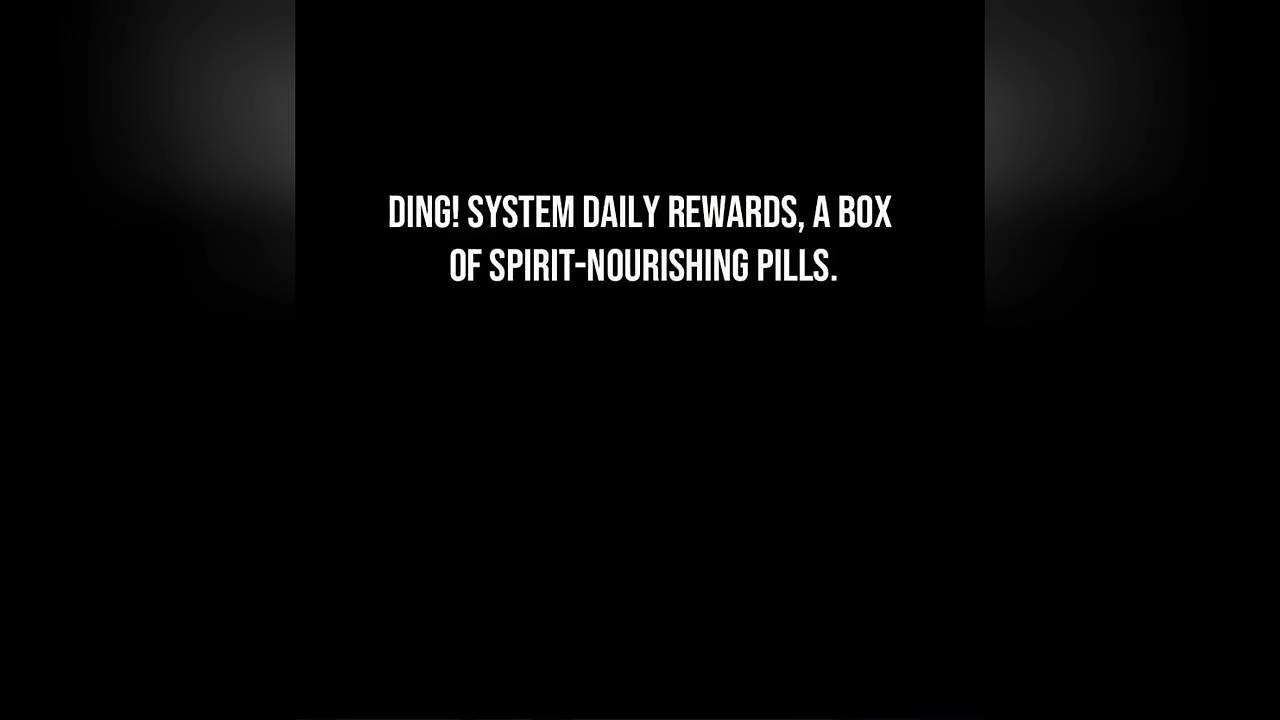 DING! SYSTEM DAILY REWARDS, A BOX
OF SPIRIT-NOURISHING PILLS.